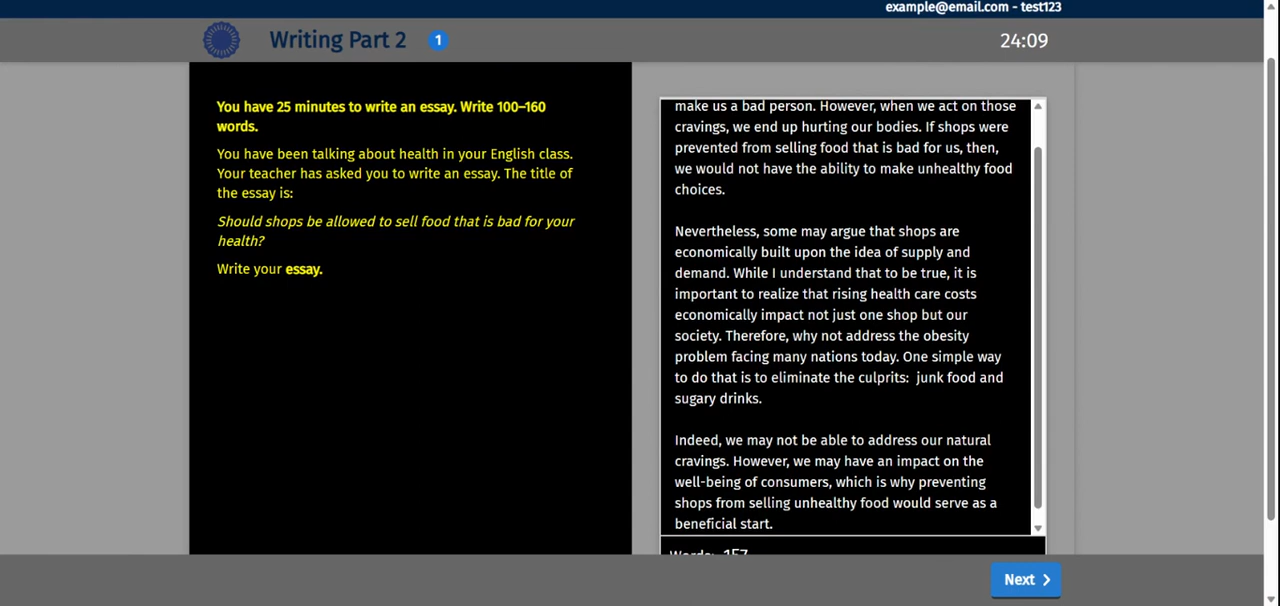 example@email.com - test123
Writing Part 2 1 24:09
You have 25 minutes to write an essay. Write 100–160
words.
You have been talking about health in your English class.
Your teacher has asked you to write an essay. The title of
the essay is:
Should shops be allowed to sell food that is bad for your
health?
Write your essay.
make us a bad person. However, when we act on those
cravings, we end up hurting our bodies. If shops were
prevented from selling food that is bad for us, then,
we would not have the ability to make unhealthy food
choices.
Nevertheless, some may argue that shops are
economically built upon the idea of supply and
demand. While I understand that to be true, it is
important to realize that rising health care costs
economically impact not just one shop but our
society. Therefore, why not address the obesity
problem facing many nations today. One simple way
to do that is to eliminate the culprits:  junk food and
sugary drinks.
Indeed, we may not be able to address our natural
cravings. However, we may have an impact on the
well-being of consumers, which is why preventing
shops from selling unhealthy food would serve as a
beneficial start.
Words: 157
Next